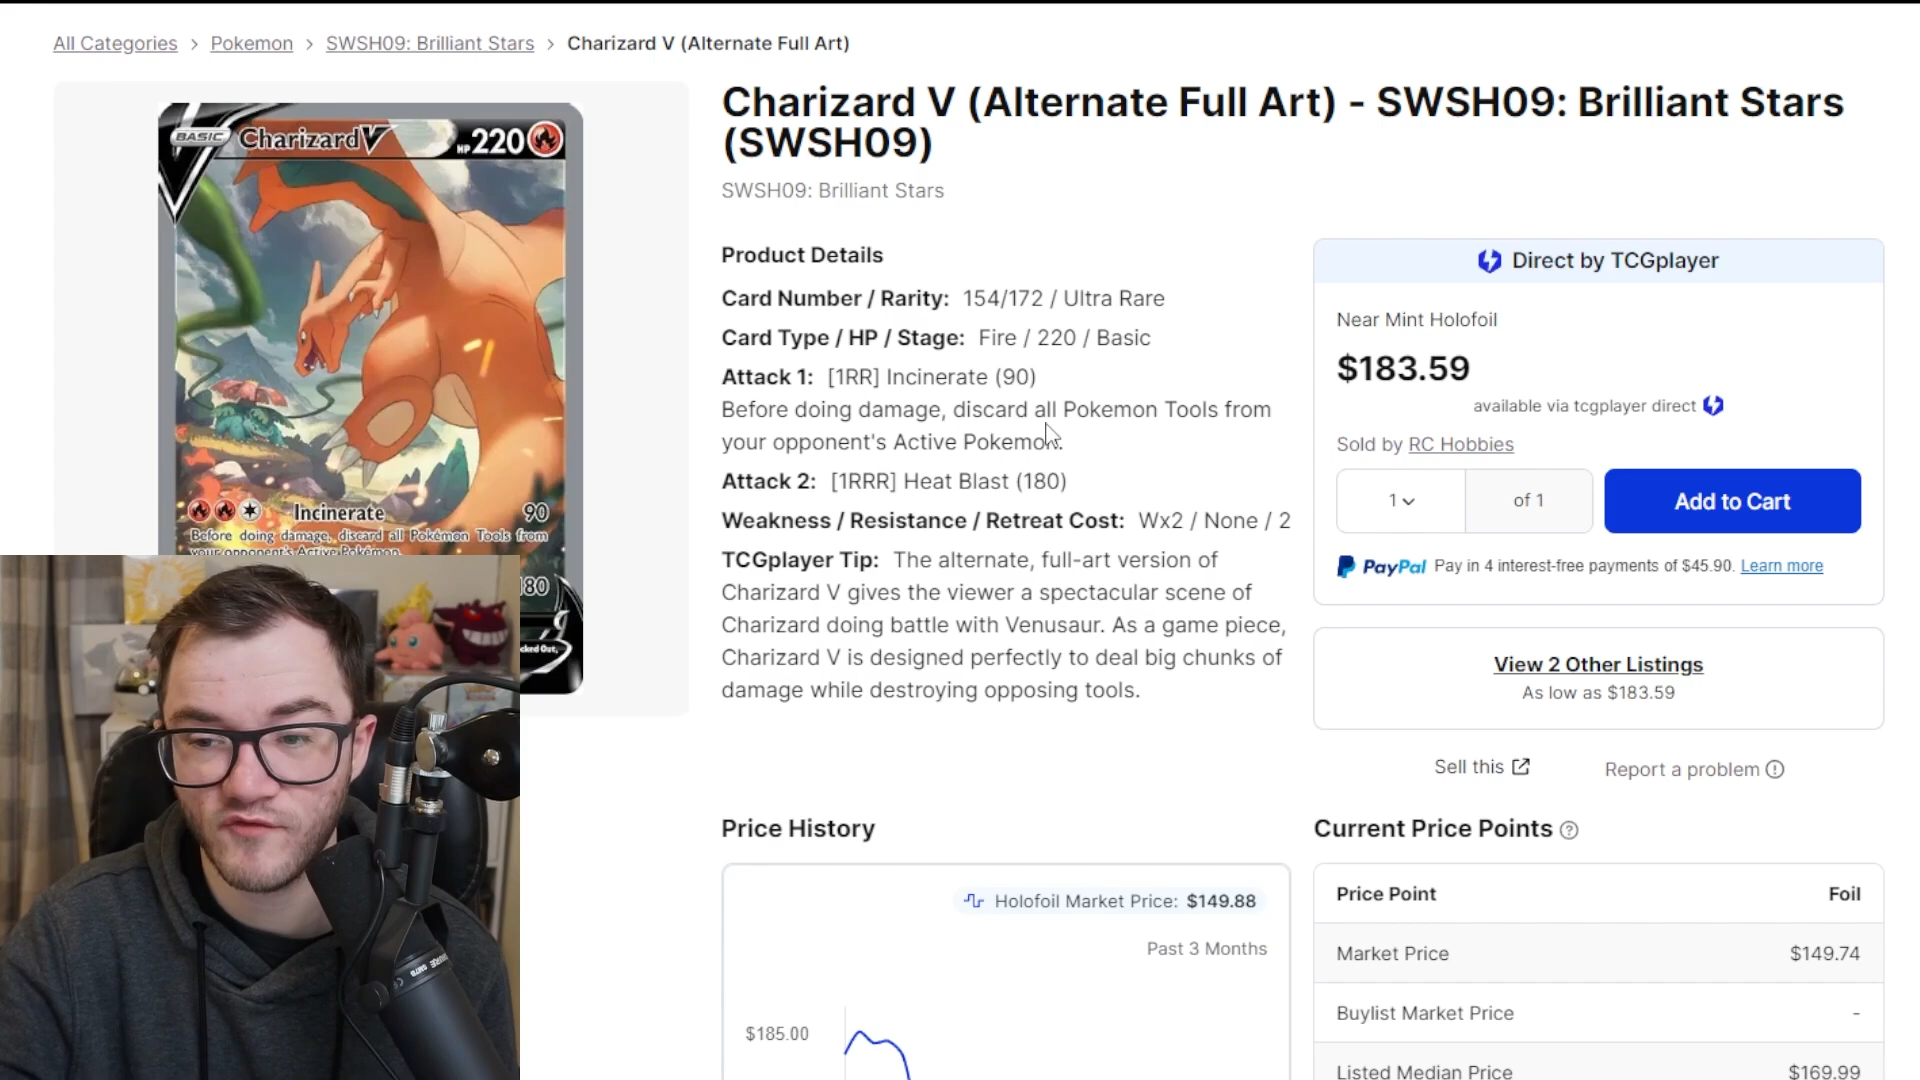 All Categories > Pokemon > SWSH09: Brilliant Stars > Charizard V (Alternate Full Art)
BASIC Charizard V HP 220
Incinerate 90
Before doing damage, discard all Pokémon Tools from
your opponent's Active Pokémon.
180
cked Out,
Charizard V (Alternate Full Art) - SWSH09: Brilliant Stars
(SWSH09)
SWSH09: Brilliant Stars
Product Details
Card Number / Rarity: 154/172 / Ultra Rare
Card Type / HP / Stage: Fire / 220 / Basic
Attack 1: [1RR] Incinerate (90)
Before doing damage, discard all Pokemon Tools from
your opponent's Active Pokemon.
Attack 2: [1RRR] Heat Blast (180)
Weakness / Resistance / Retreat Cost: Wx2 / None / 2
TCGplayer Tip: The alternate, full-art version of
Charizard V gives the viewer a spectacular scene of
Charizard doing battle with Venusaur. As a game piece,
Charizard V is designed perfectly to deal big chunks of
damage while destroying opposing tools.
Direct by TCGplayer
Near Mint Holofoil
$183.59
available via tcgplayer direct
Sold by RC Hobbies
1 of 1
Add to Cart
PayPal Pay in 4 interest-free payments of $45.90. Learn more
View 2 Other Listings
As low as $183.59
Sell this
Report a problem
Price History
Holofoil Market Price: $149.88
Past 3 Months
$185.00
Current Price Points
Price Point Foil
Market Price $149.74
Buylist Market Price -
Listed Median Price $169.99